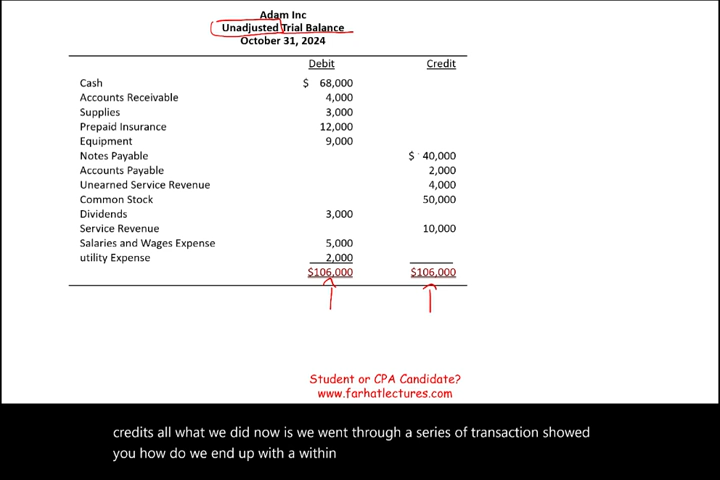 Adam Inc
Unadjusted Trial Balance
October 31, 2024
Debit Credit
Cash $ 68,000
Accounts Receivable 4,000
Supplies 3,000
Prepaid Insurance 12,000
Equipment 9,000
Notes Payable $ 40,000
Accounts Payable 2,000
Unearned Service Revenue 4,000
Common Stock 50,000
Dividends 3,000
Service Revenue 10,000
Salaries and Wages Expense 5,000
utility Expense 2,000
$106,000 $106,000
Student or CPA Candidate?
www.farhatlectures.com
credits all what we did now is we went through a series of transaction showed
you how do we end up with a within